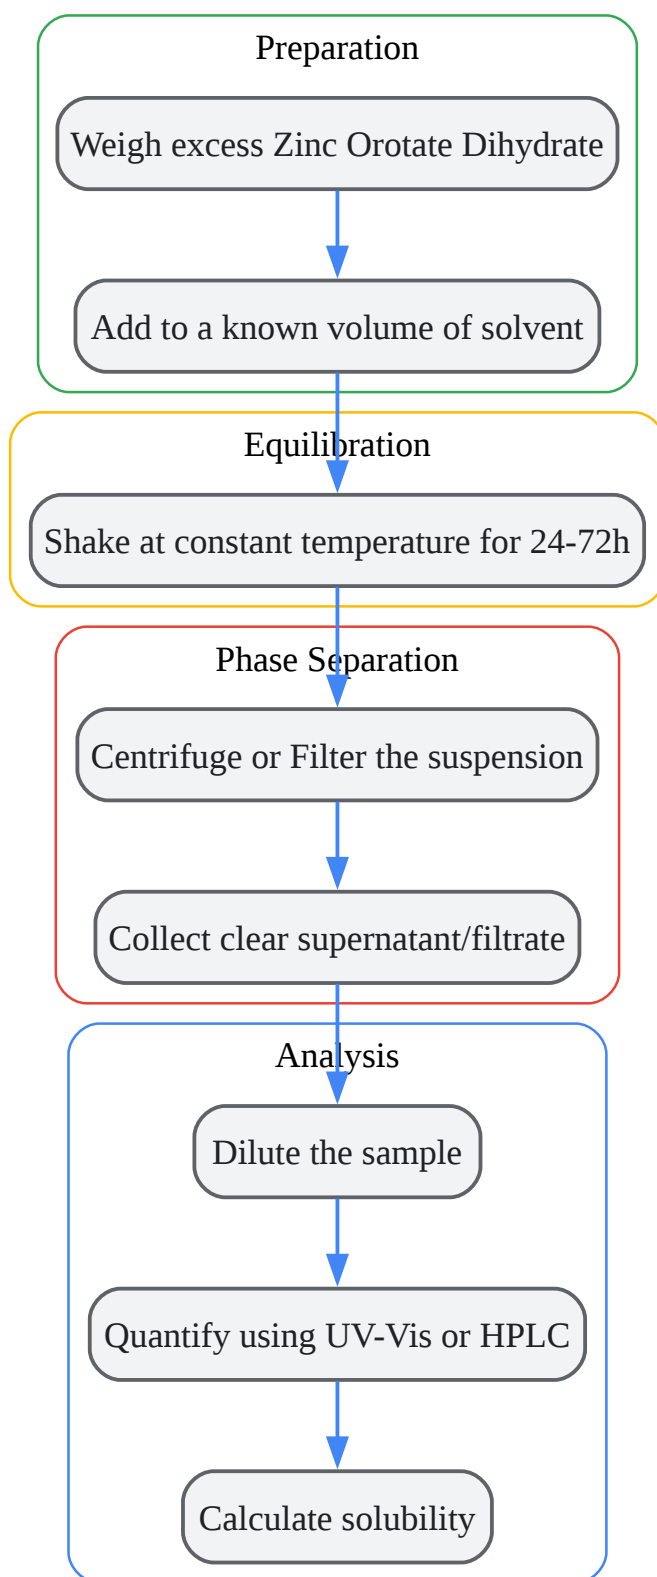 Preparation
Weigh excess Zinc Orotate Dihydrate
Add to a known volume of solvent
Equilibration
Shake at constant temperature for 24-72h
Phase Separation
Centrifuge or Filter the suspension
Collect clear supernatant/filtrate
Analysis
Dilute the sample
Quantify using UV-Vis or HPLC
Calculate solubility